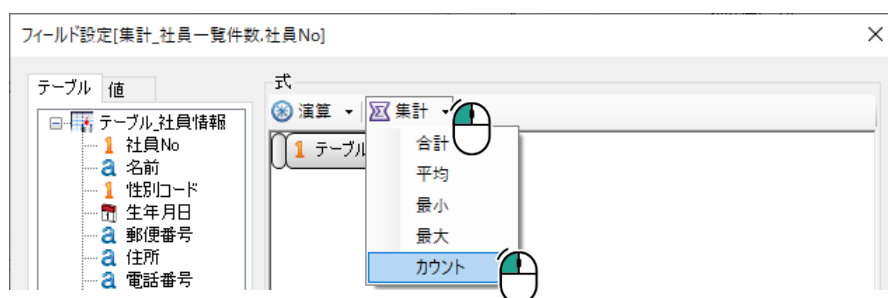 フィールド設定[集計_社員一覧件数.社員No]
テーブル 値
テーブル_社員情報
1 社員No
a 名前
1 性別コード
生年月日
a 郵便番号
a 住所
a 電話番号
式
演算 集計
1 テーブル
合計
平均
最小
最大
カウント